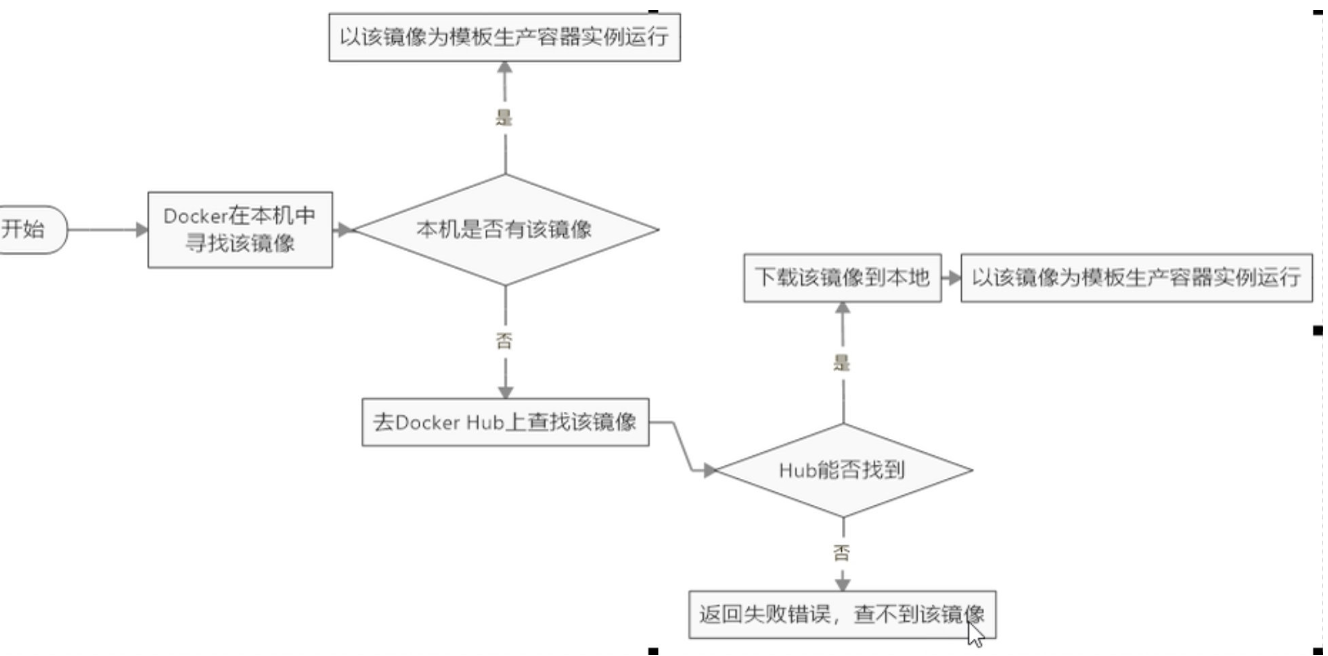 以该镜像为模板生产容器实例运行
是
开始
Docker在本机中
寻找该镜像
本机是否有该镜像
否
下载该镜像到本地
以该镜像为模板生产容器实例运行
是
去Docker Hub上查找该镜像
Hub能否找到
否
返回失败错误，查不到该镜像